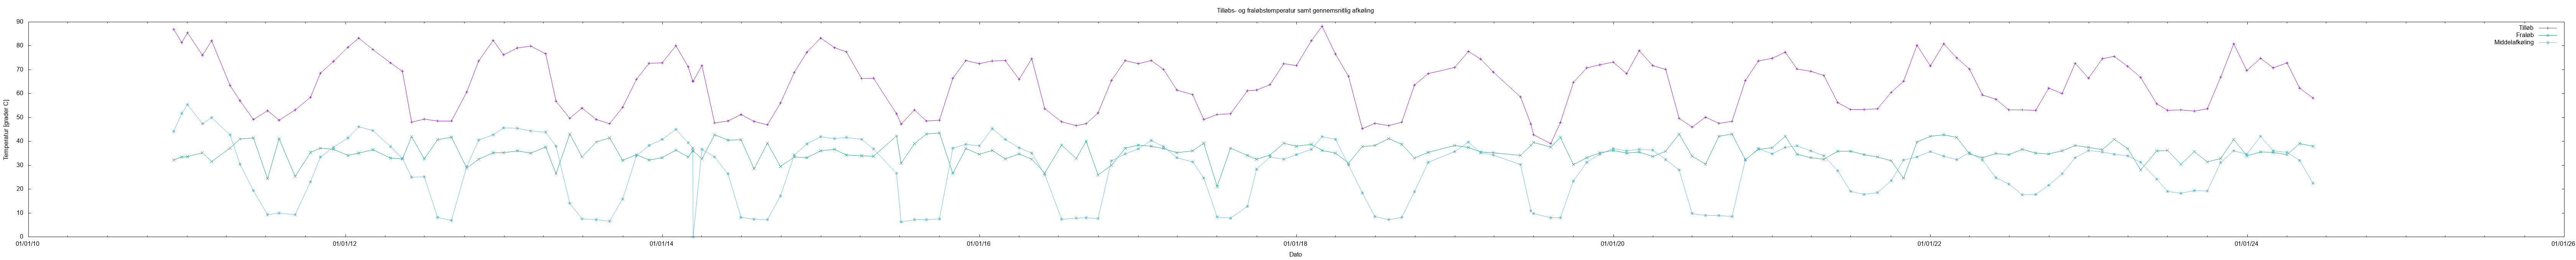 Tilløbs- og fraløbstemperatur samt gennemsnitlig afkøling
Temperatur [grader C]
90
80
70
60
50
40
30
20
10
0
Tilløb
Fraløb
Middelafkøling
01/01/10 01/01/12 01/01/14 01/01/16 01/01/18 01/01/20 01/01/22 01/01/24 01/01/26
Dato